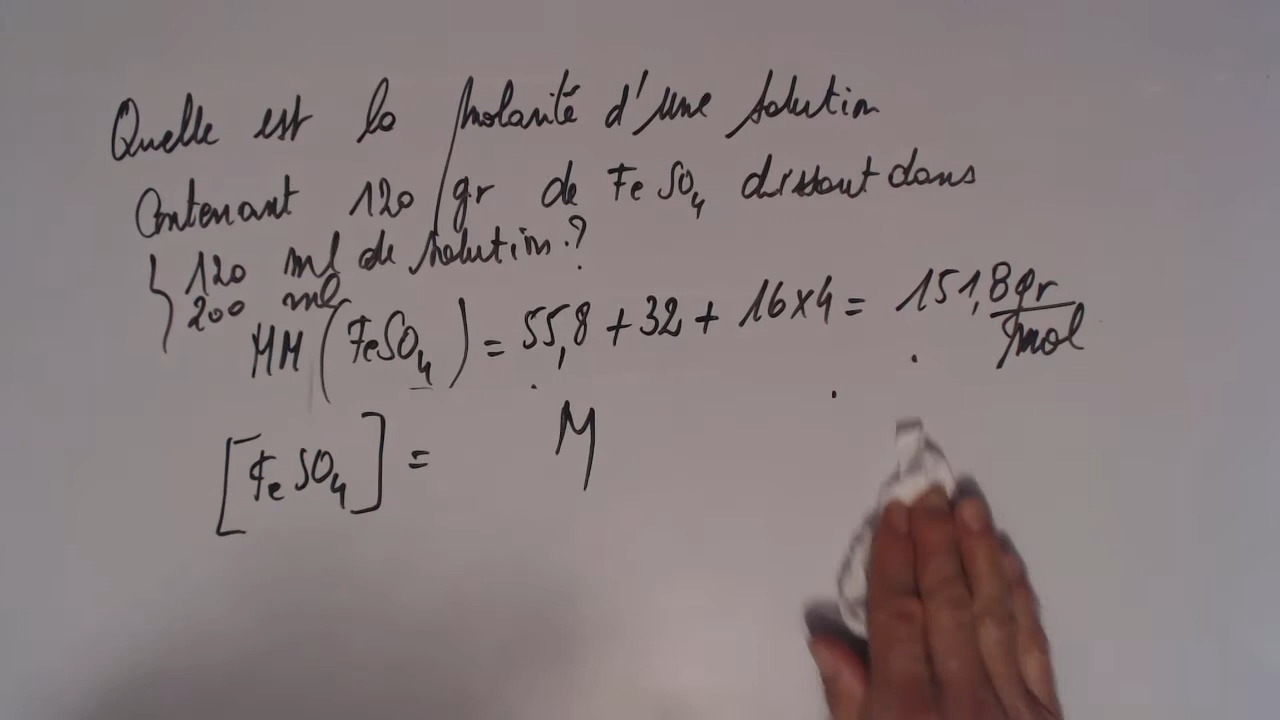 Quelle est la molarité d'une solution
Contenant 120 gr de FeSO4 dissout dans
120 ml de solution.?
200 ml
MM (FeSO4) = 55,8 + 32 + 16x4 = 151,8 gr/mol
[FeSO4] = M